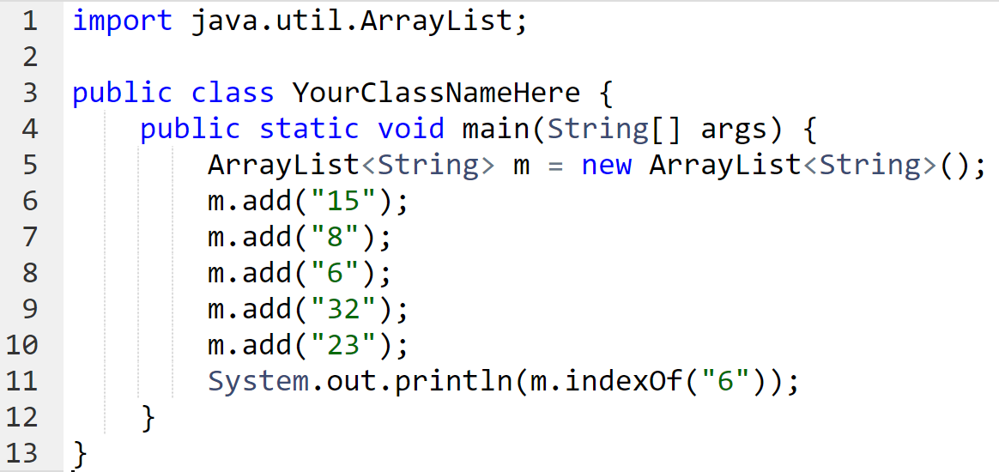 1 import java.util.ArrayList;
2
3 public class YourClassNameHere {
4     public static void main(String[] args) {
5         ArrayList<String> m = new ArrayList<String>();
6         m.add("15");
7         m.add("8");
8         m.add("6");
9         m.add("32");
10         m.add("23");
11         System.out.println(m.indexOf("6"));
12     }
13 }